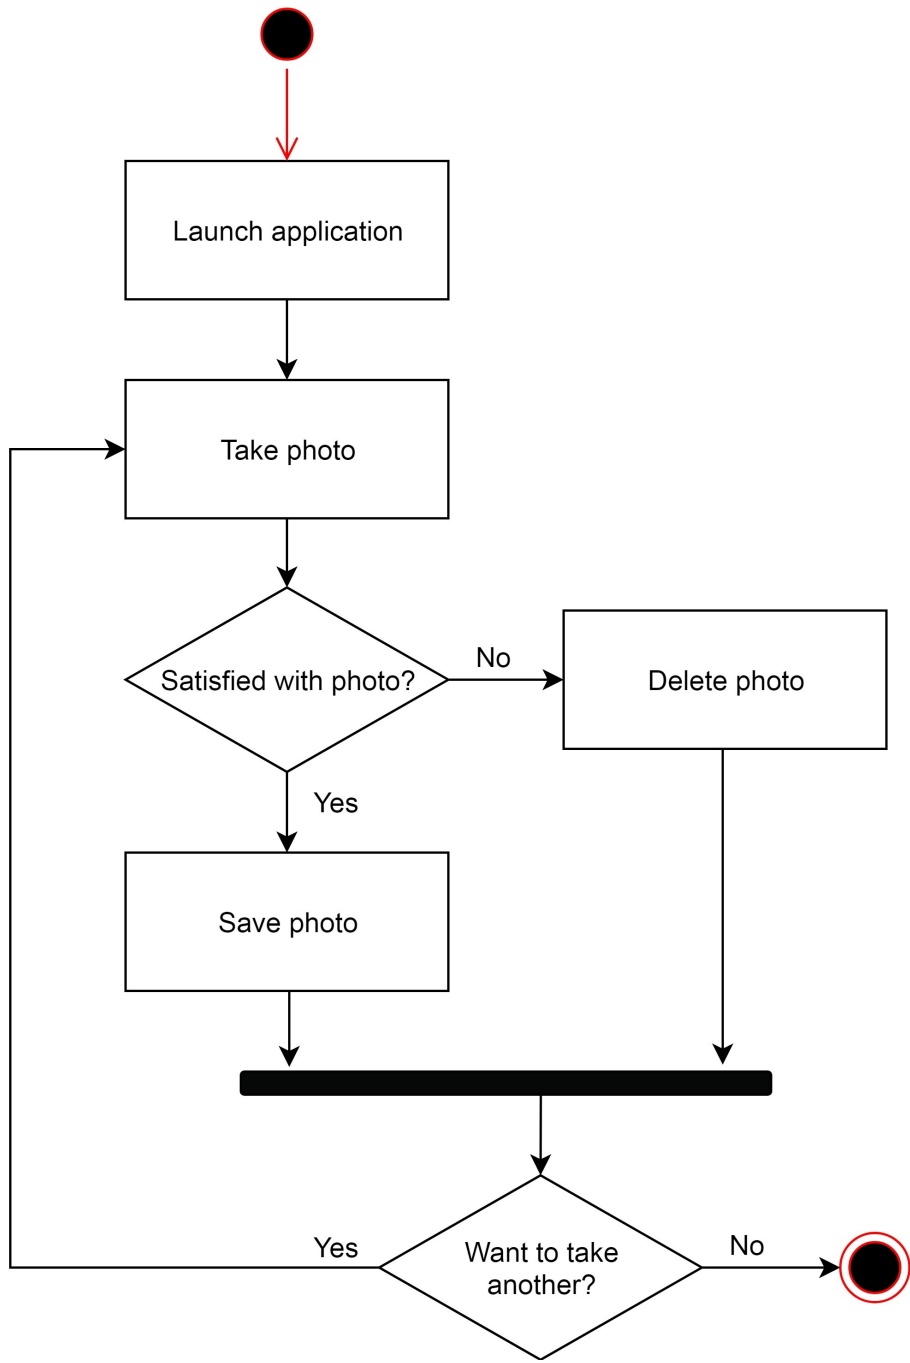 Launch application
Take photo
Satisfied with photo?
No
Delete photo
Yes
Save photo
Yes
Want to take
another?
No